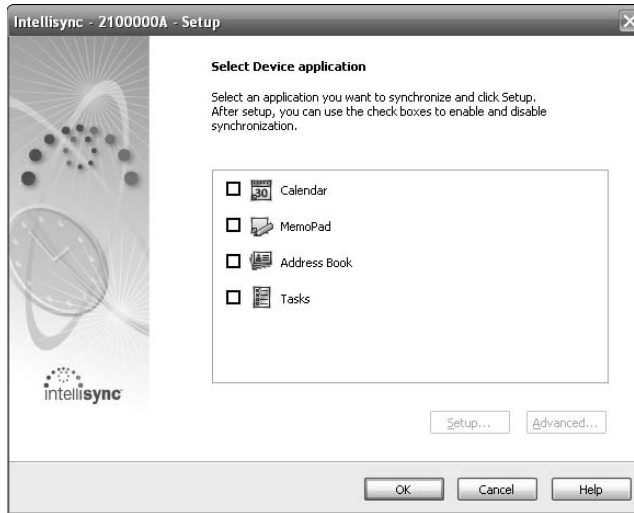 Intellisync - 2100000A - Setup
Select Device application
Select an application you want to synchronize and click Setup.
After setup, you can use the check boxes to enable and disable
synchronization.
30
Calendar
MemoPad
Address Book
Tasks
intellisync
Setup...
Advanced...
OK
Cancel
Help